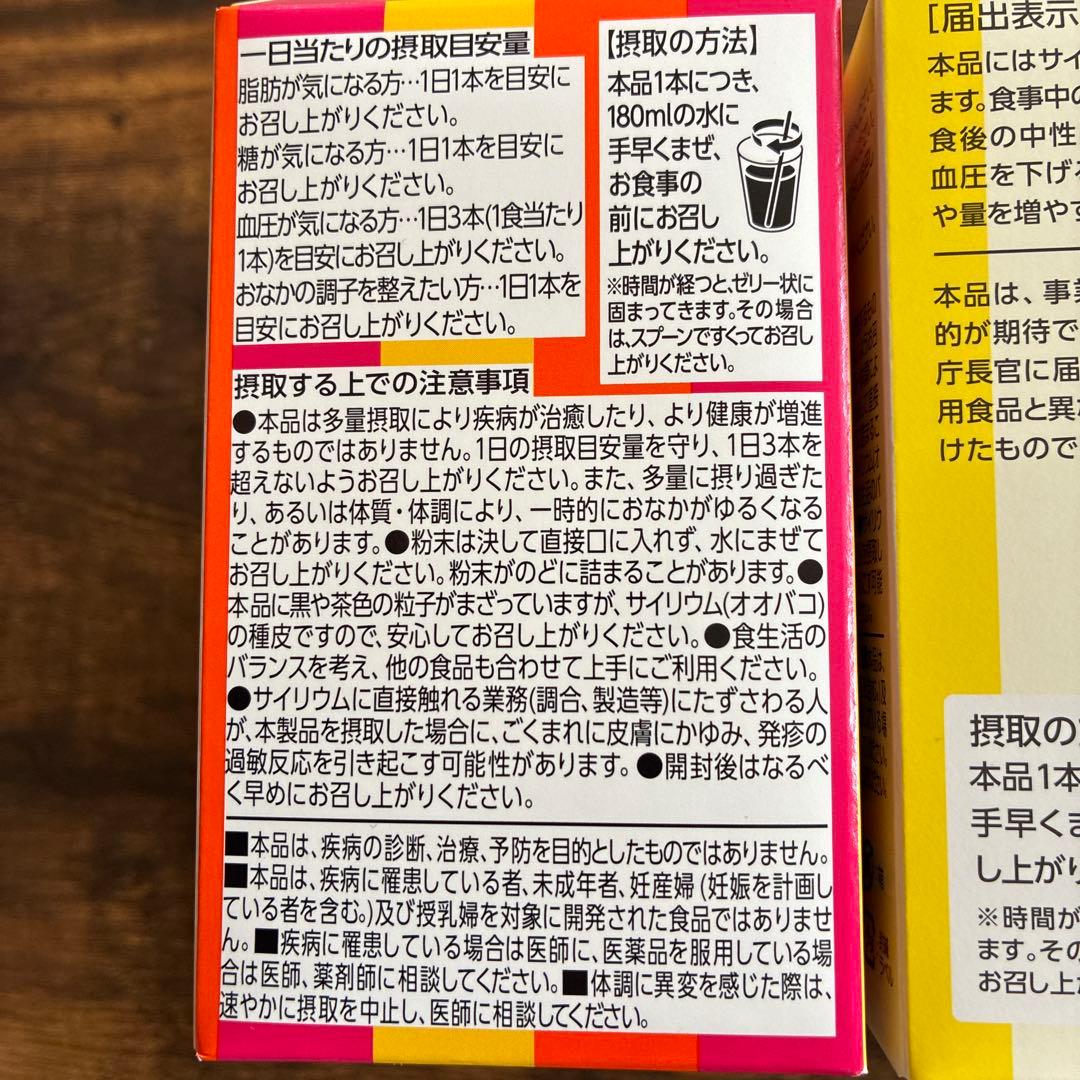 一日当たりの摂取目安量
脂肪が気になる方…1日1本を目安に
お召し上がりください。
糖が気になる方…1日1本を目安に
お召し上がりください。
血圧が気になる方…1日3本(1食当たり
1本)を目安にお召し上がりください。
おなかの調子を整えたい方…1日1本を
目安にお召し上がりください。
【摂取の方法】
本品1本につき、
180mlの水に
手早くまぜ、
お食事の
前にお召し
上がりください。
※時間が経つと、ゼリー状に
固まってきます。その場合
は、スプーンですくってお召し
上がりください。
摂取する上での注意事項
●本品は多量摂取により疾病が治癒したり、より健康が増進
するものではありません。1日の摂取目安量を守り、1日3本を
超えないようお召し上がりください。また、多量に摂り過ぎた
り、あるいは体質・体調により、一時的におなかがゆるくなる
ことがあります。●粉末は決して直接口に入れず、水にまぜて
お召し上がりください。粉末がのどに詰まることがあります。●
本品に黒や茶色の粒子がまざっていますが、サイリウム(オオバコ)
の種皮ですので、安心してお召し上がりください。●食生活の
バランスを考え、他の食品も合わせて上手にご利用ください。
●サイリウムに直接触れる業務(調合、製造等)にたずさわる人
が、本製品を摂取した場合に、ごくまれに皮膚にかゆみ、発疹の
過敏反応を引き起こす可能性があります。●開封後はなるべ
く早めにお召し上がりください。
■本品は、疾病の診断、治療、予防を目的としたものではありません。
■本品は、疾病に罹患している者、未成年者、妊産婦(妊娠を計画し
ている者を含む。)及び授乳婦を対象に開発された食品ではありませ
ん。■疾病に罹患している場合は医師に、医薬品を服用している場
合は医師、薬剤師に相談してください。■体調に異変を感じた際は、
速やかに摂取を中止し、医師に相談してください。
[届出表示
本品にはサイ
ます。食事中の
食後の中性
血圧を下げる
や量を増やす
本品は、事業
的が期待で
庁長官に届
用食品と異な
けたもので
摂取の
本品1本
手早くま
し上がり
※時間が
ます。その
お召し上が